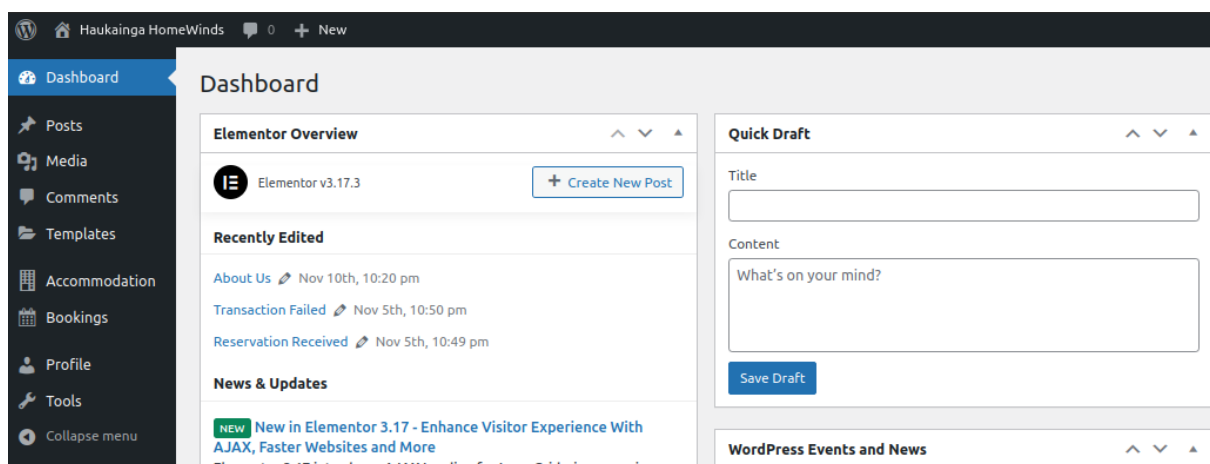 Haukainga HomeWinds 0 + New
Dashboard
Posts
Media
Comments
Templates
Accommodation
Bookings
Profile
Tools
Collapse menu
Dashboard
Elementor Overview
Elementor v3.17.3
+ Create New Post
Recently Edited
About Us Nov 10th, 10:20 pm
Transaction Failed Nov 5th, 10:50 pm
Reservation Received Nov 5th, 10:49 pm
News & Updates
NEW New in Elementor 3.17 - Enhance Visitor Experience With
AJAX, Faster Websites and More
Quick Draft
Title
Content
What's on your mind?
Save Draft
WordPress Events and News